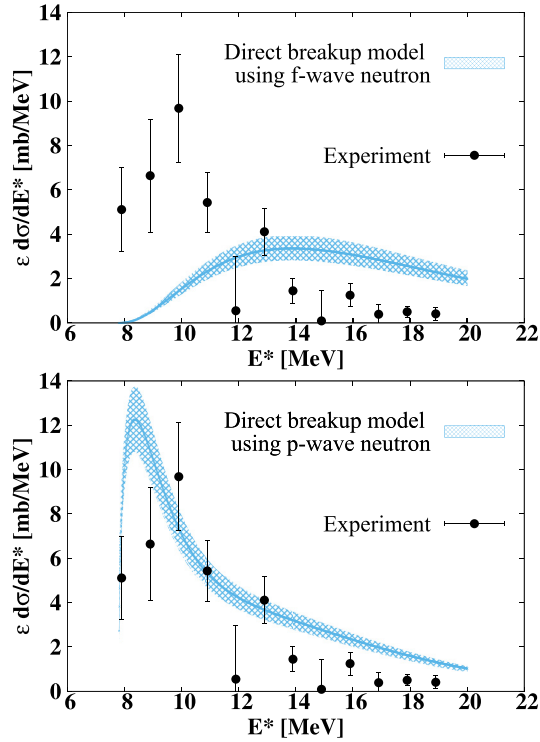 14
12
10
8
6
4
2
0
ε dσ/dE* [mb/MeV]
Direct breakup model
using f-wave neutron
Experiment
6 8 10 12 14 16 18 20 22
E* [MeV]
14
12
10
8
6
4
2
0
ε dσ/dE* [mb/MeV]
Direct breakup model
using p-wave neutron
Experiment
6 8 10 12 14 16 18 20 22
E* [MeV]